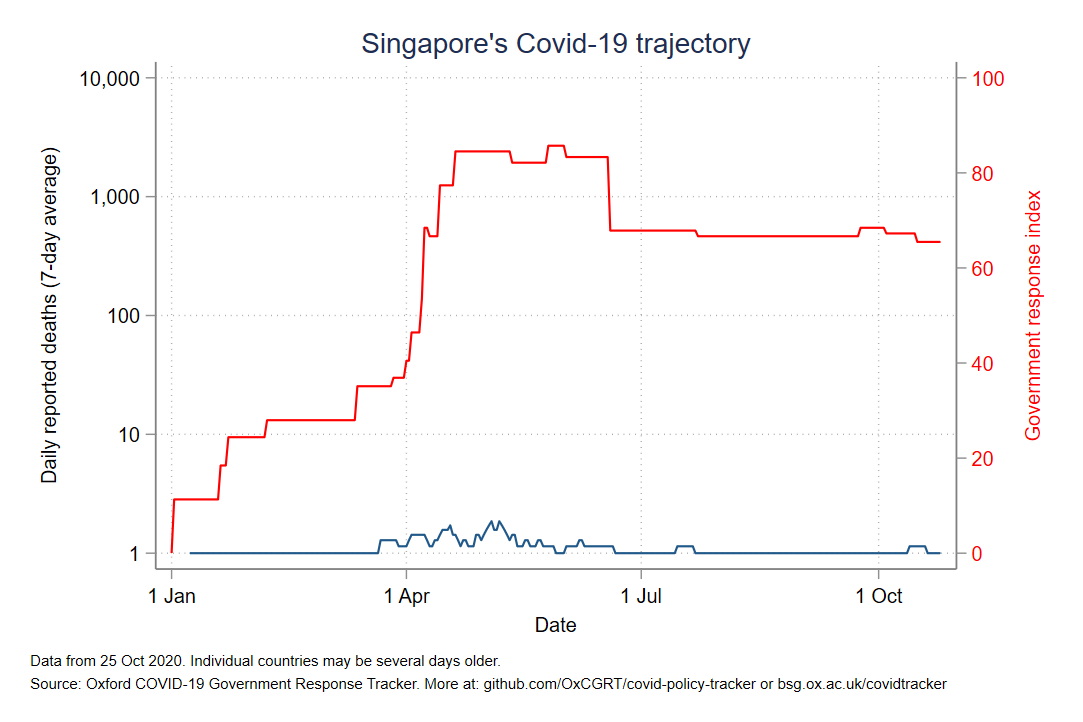 Singapore's Covid-19 trajectory
10,000
1,000
100
10
1
Daily reported deaths (7-day average)
100
80
60
40
20
0
Government response index
1 Jan
1 Apr
1 Jul
1 Oct
Date
Data from 25 Oct 2020. Individual countries may be several days older.
Source: Oxford COVID-19 Government Response Tracker. More at: github.com/OxCGRT/covid-policy-tracker or bsg.ox.ac.uk/covidtracker